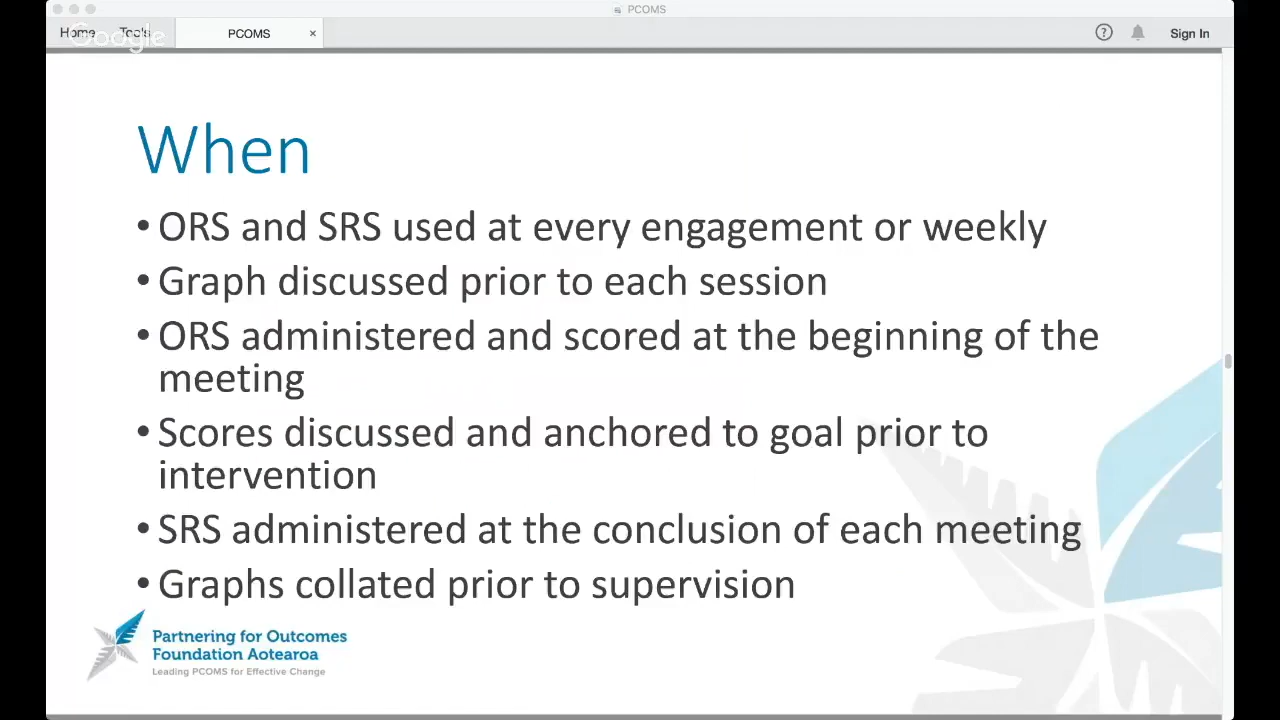 PCOMS
Home
Tools
Google
PCOMS
×
?
Sign In
When
• ORS and SRS used at every engagement or weekly
• Graph discussed prior to each session
• ORS administered and scored at the beginning of the
meeting
• Scores discussed and anchored to goal prior to
intervention
• SRS administered at the conclusion of each meeting
• Graphs collated prior to supervision
Partnering for Outcomes
Foundation Aotearoa
Leading PCOMS for Effective Change